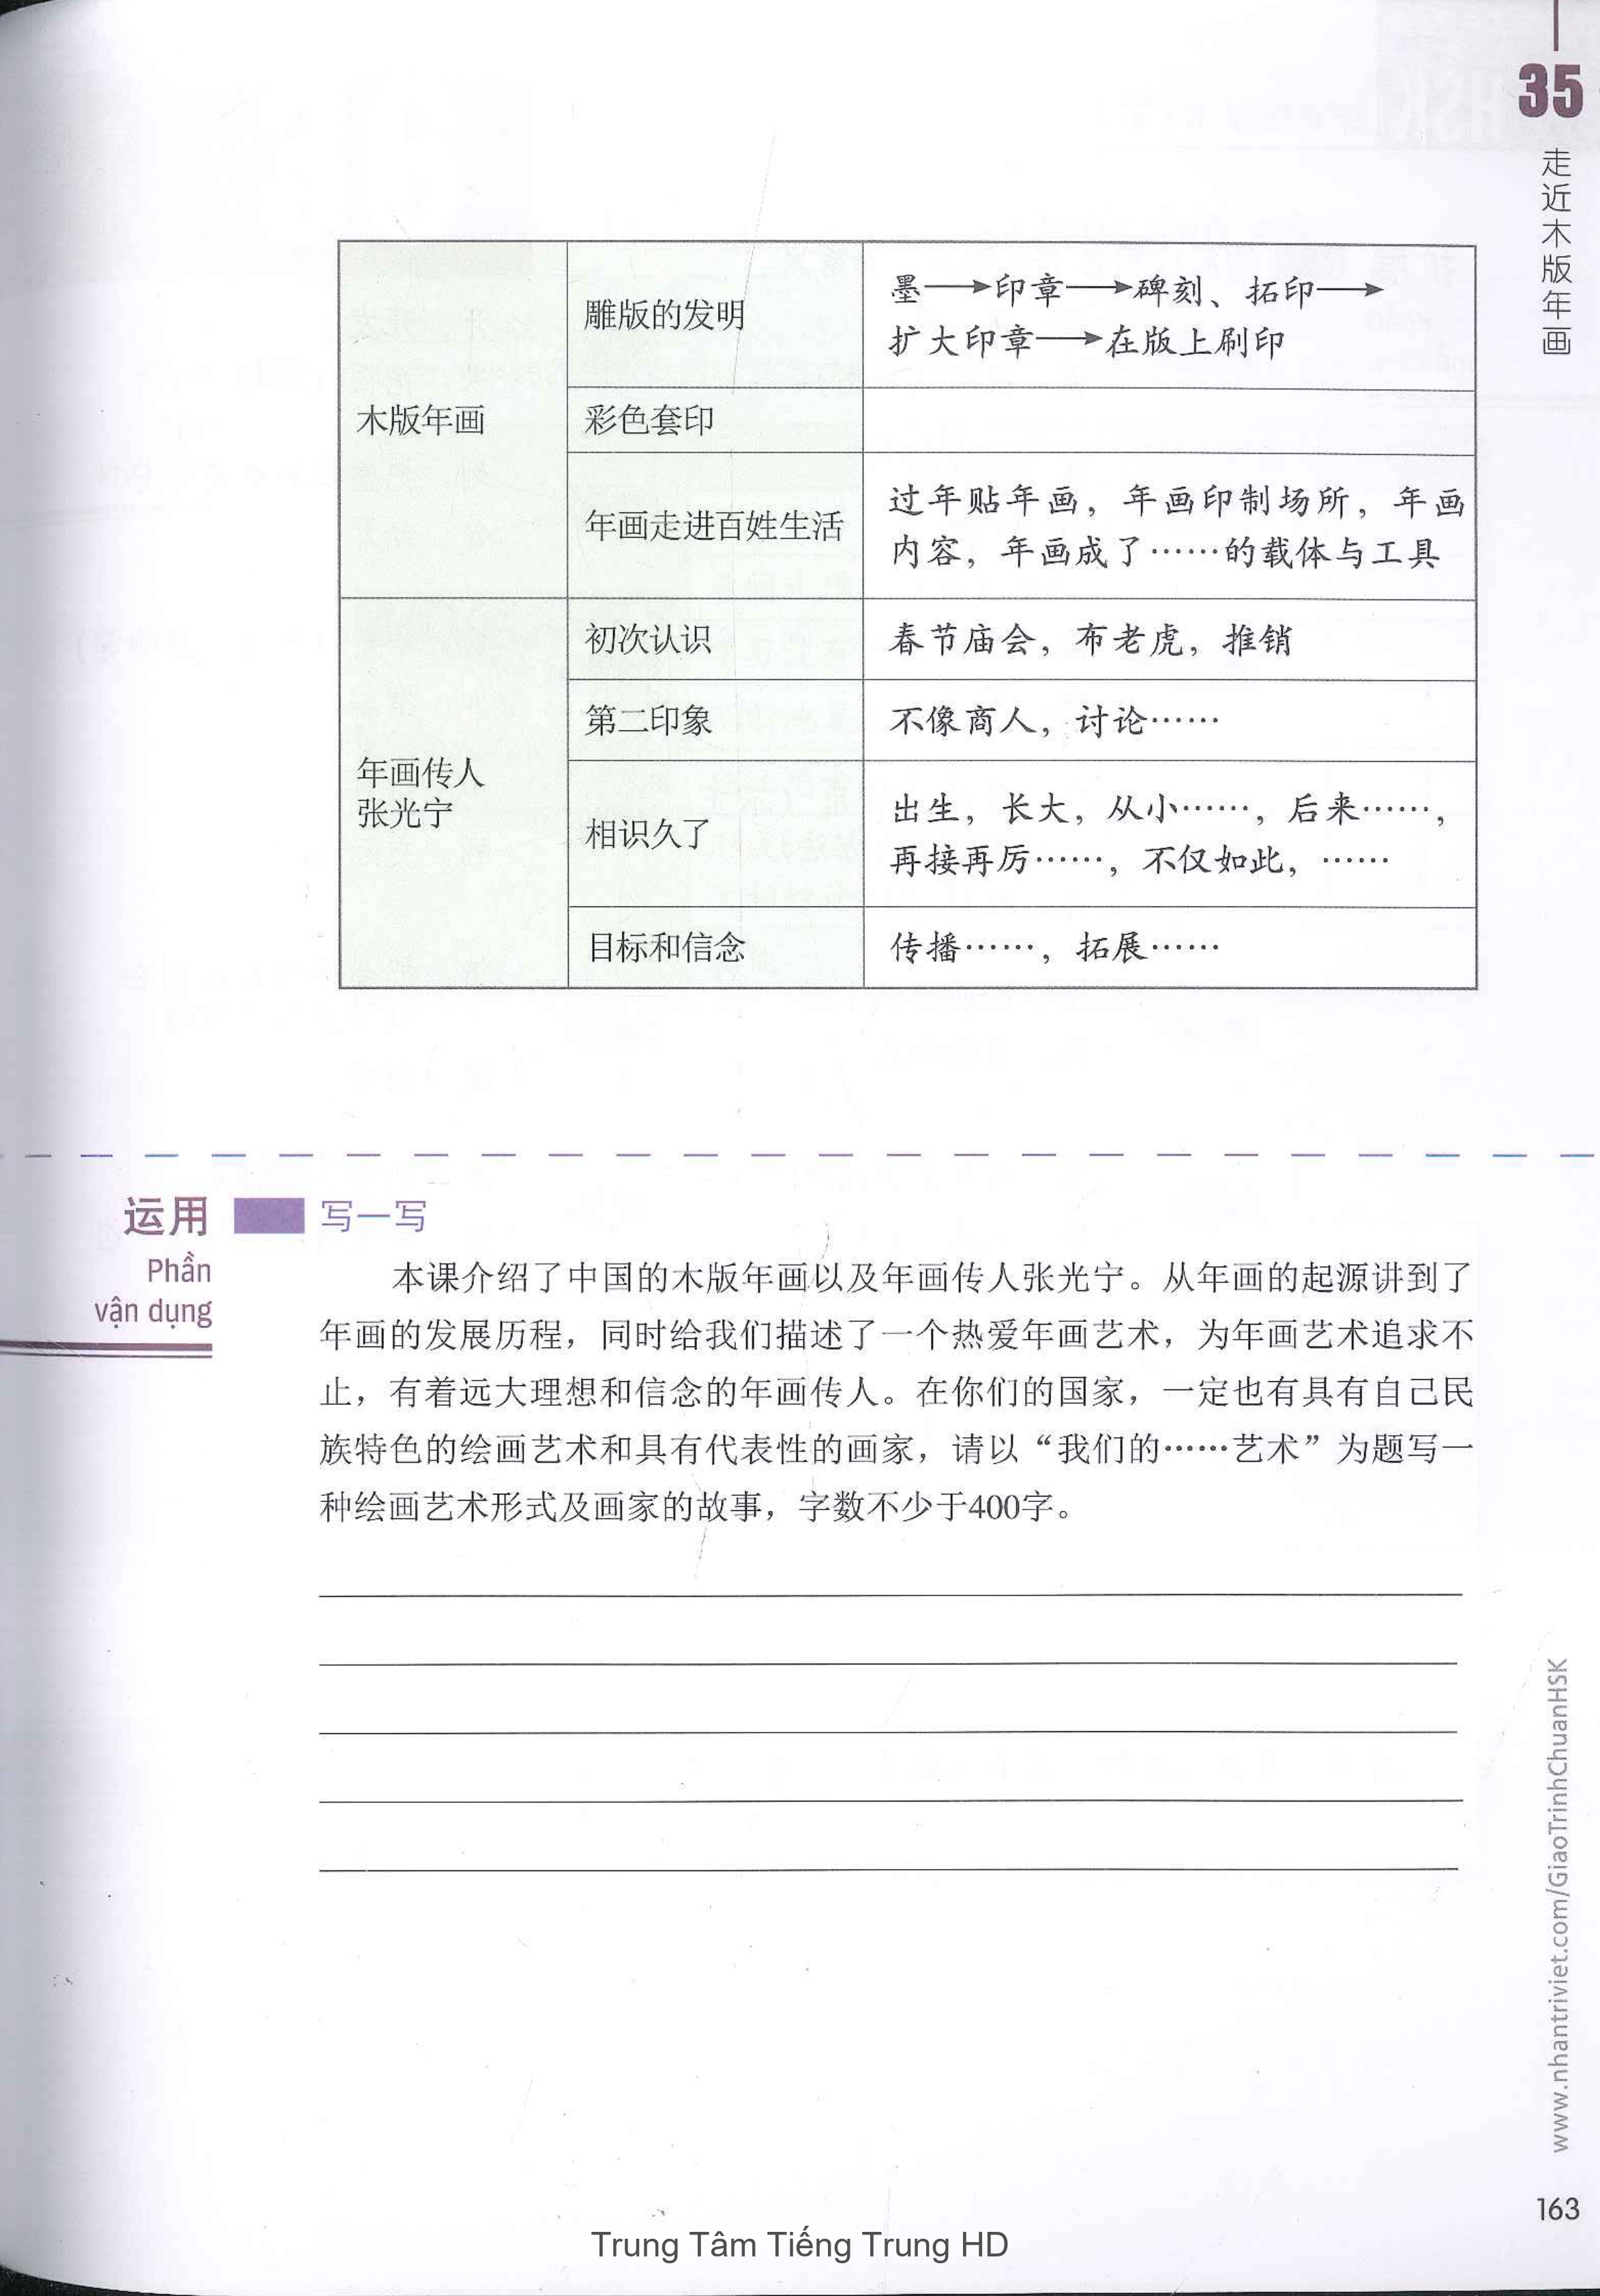 35
走近木版年画
木版年画
雕版的发明
墨→印章→碑刻、拓印→
扩大印章→在版上刷印
彩色套印
年画走进百姓生活
过年贴年画，年画印制场所，年画
内容，年画成了……的载体与工具
年画传人
张光宁
初次认识
春节庙会，布老虎，推销
第二印象
不像商人，讨论……
相识久了
出生，长大，从小……，后来……，
再接再厉……，不仅如此，……
目标和信念
传播……，拓展……
运用
Phần
vận dụng
写一写
本课介绍了中国的木版年画以及年画传人张光宁。从年画的起源讲到了
年画的发展历程，同时给我们描述了一个热爱年画艺术，为年画艺术追求不
止，有着远大理想和信念的年画传人。在你们的国家，一定也有具有自己民
族特色的绘画艺术和具有代表性的画家，请以“我们的……艺术”为题写一
种绘画艺术形式及画家的故事，字数不少于400字。
www.nhantriviet.com/GiaoTrinhChuanHSK
163
Trung Tâm Tiếng Trung HD